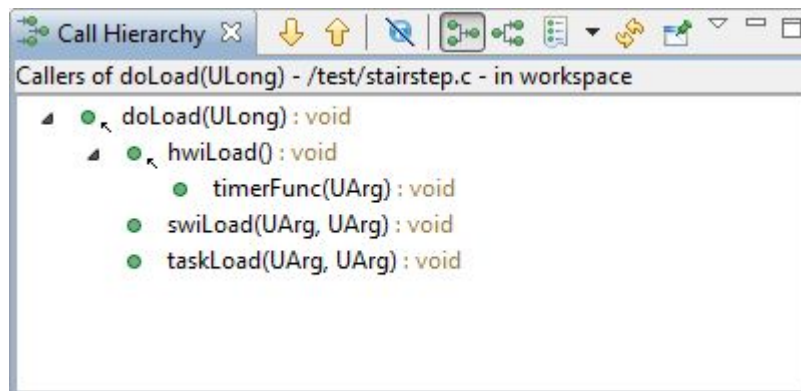 Call Hierarchy
Callers of doLoad(ULong) - /test/stairstep.c - in workspace
doLoad(ULong) : void
hwiLoad() : void
timerFunc(UArg) : void
swiLoad(UArg, UArg) : void
taskLoad(UArg, UArg) : void